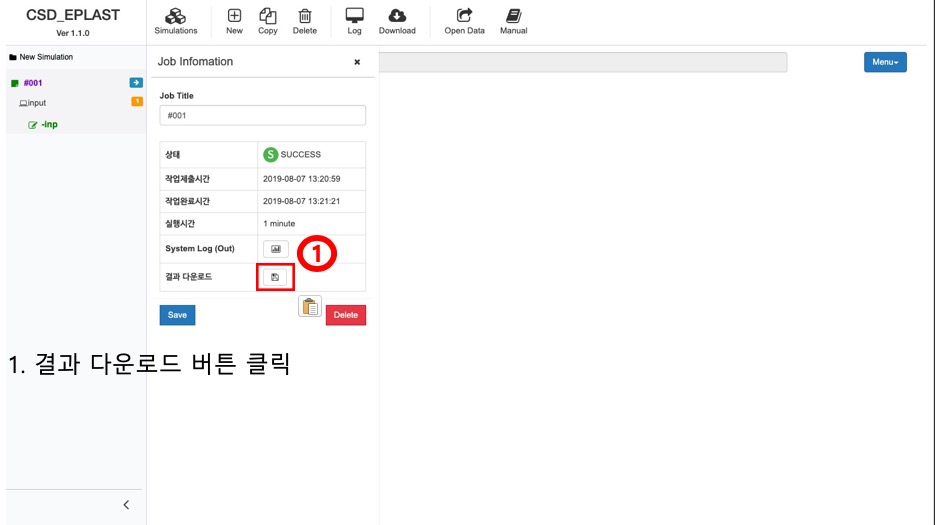 CSD_EPLAST
Ver 1.1.0
Simulations New Copy Delete Log Download Open Data Manual
New Simulation
#001
input 1
-inp
Job Infomation
Menu
Job Title
#001
상태 S SUCCESS
작업제출시간 2019-08-07 13:20:59
작업완료시간 2019-08-07 13:21:21
실행시간 1 minute
System Log (Out)
1
결과 다운로드
Save Delete
1. 결과 다운로드 버튼 클릭